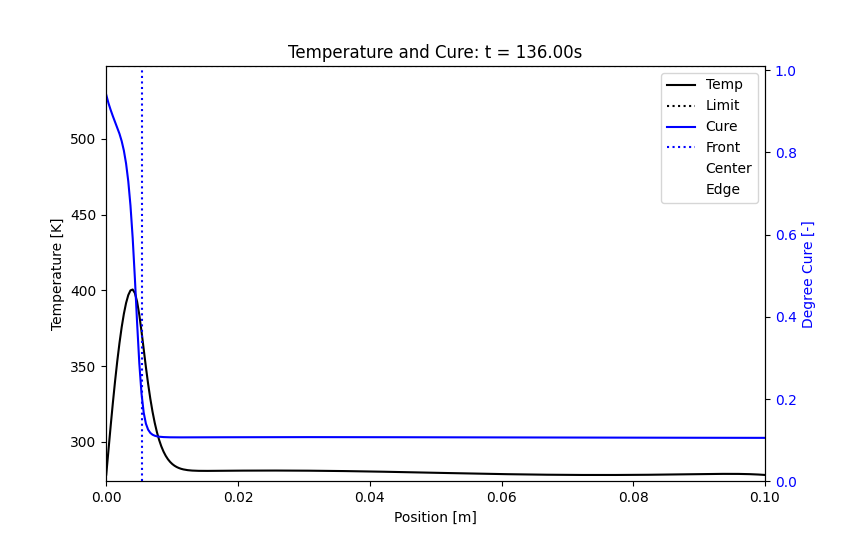 Temperature and Cure: t = 136.00s
Temperature [K]
500
450
400
350
300
0.00
0.02
0.04
0.06
0.08
0.10
Position [m]
1.0
0.8
0.6
0.4
0.2
0.0
Degree Cure [-]
Temp
Limit
Cure
Front
Center
Edge